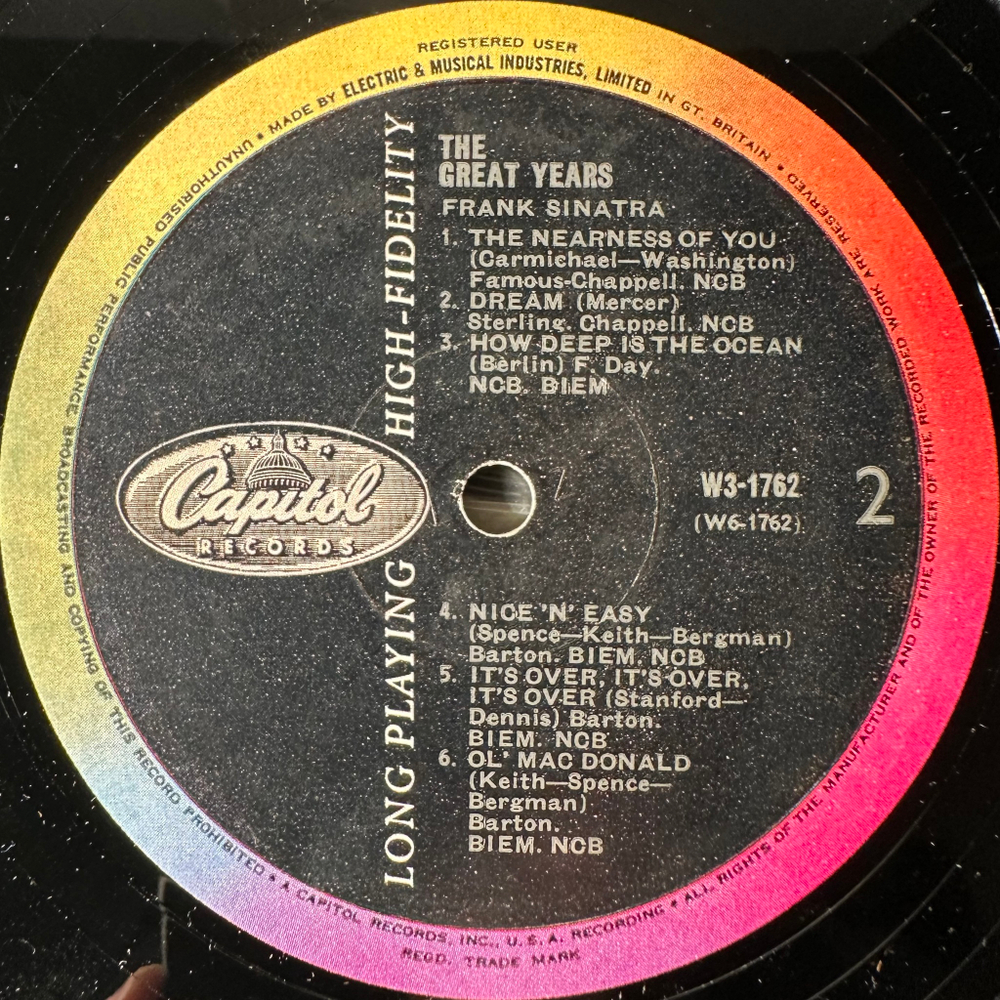 REGISTERED USER
UNAUTHORISED PUBLIC PERFORMANCE BROADCASTING AND COPYING OF THIS RECORD PROHIBITED • MADE BY ELECTRIC & MUSICAL INDUSTRIES, LIMITED IN GT. BRITAIN •
ALL RIGHTS OF THE MANUFACTURER AND OF THE OWNER OF THE RECORDED WORK ARE RESERVED •
• A CAPITOL RECORDS, INC., U. S. A. RECORDING •
REGD. TRADE MARK
LONG PLAYING HIGH-FIDELITY
THE
GREAT YEARS
FRANK SINATRA
1. THE NEARNESS OF YOU
(Carmichael—Washington)
Famous-Chappell. NCB
2. DREAM (Mercer)
Sterling. Chappell. NCB
3. HOW DEEP IS THE OCEAN
(Berlin) F. Day.
NCB. BIEM
Capitol
RECORDS
W3-1762
(W6-1762)
2
4. NICE 'N' EASY
(Spence—Keith—Bergman)
Barton. BIEM. NCB
5. IT'S OVER, IT'S OVER,
IT'S OVER (Stanford—
Dennis) Barton.
BIEM. NCB
6. OL' MAC DONALD
(Keith—Spence—
Bergman)
Barton.
BIEM. NCB